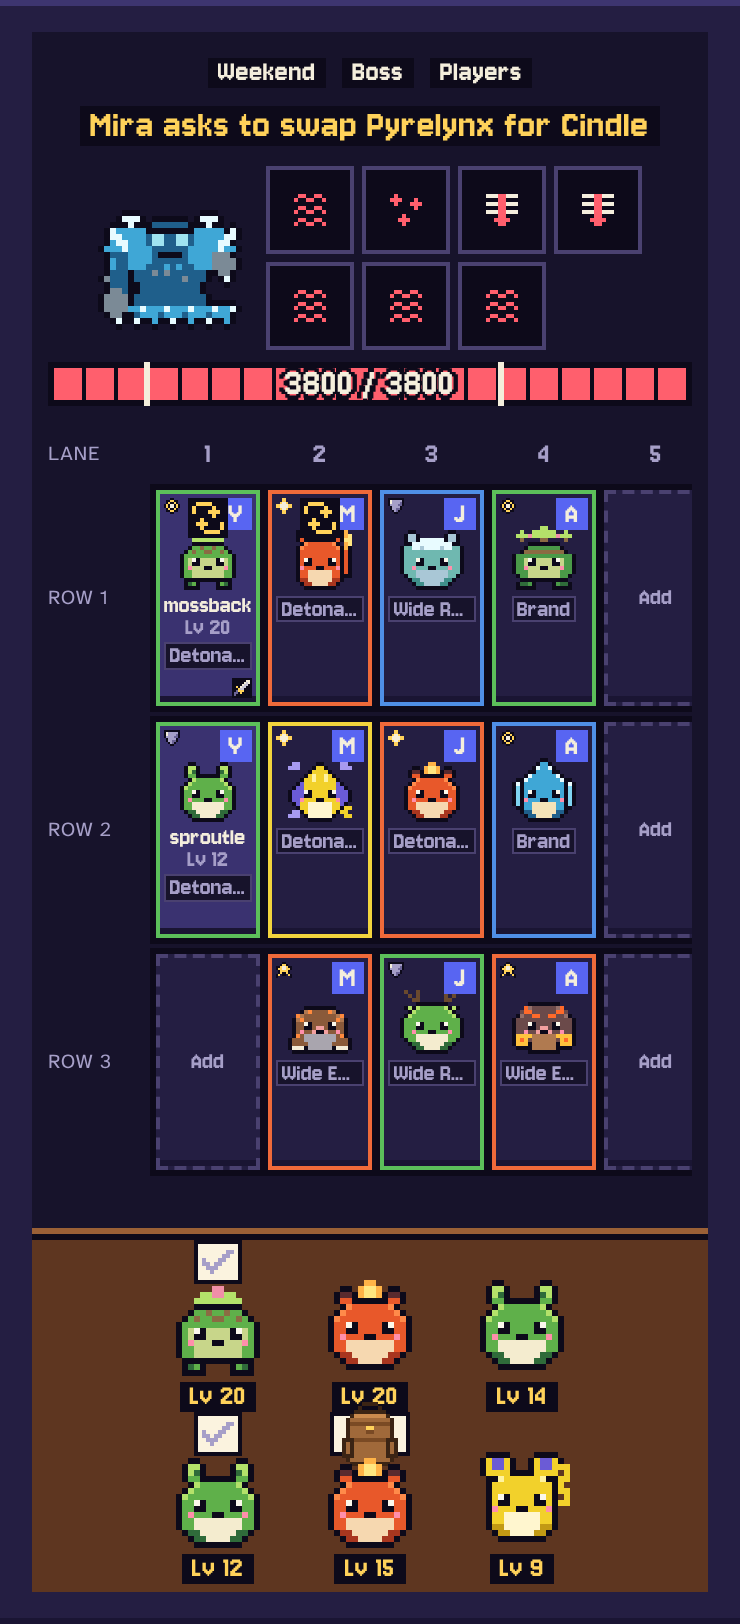 Weekend Boss Players
Mira asks to swap Pyrelynx for Cindle
3800 / 3800
LANE 1 2 3 4 5
ROW 1
Y M J A
mossback
Lv 20
Detona... Detona... Wide R... Brand Add
ROW 2
Y M J A
sproutle
Lv 12
Detona... Detona... Detona... Brand Add
ROW 3
M J A
Add Wide E... Wide R... Wide E... Add
Lv 20 Lv 20 Lv 14
Lv 12 Lv 15 Lv 9